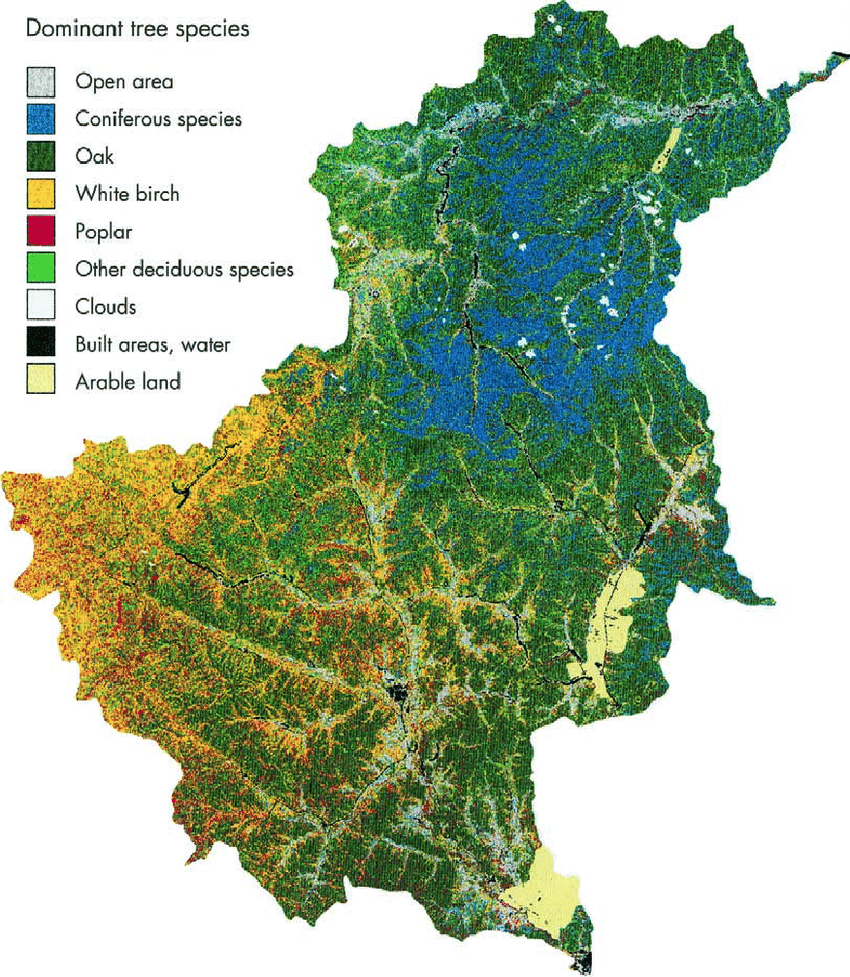 Dominant tree species
Open area
Coniferous species
Oak
White birch
Poplar
Other deciduous species
Clouds
Built areas, water
Arable land